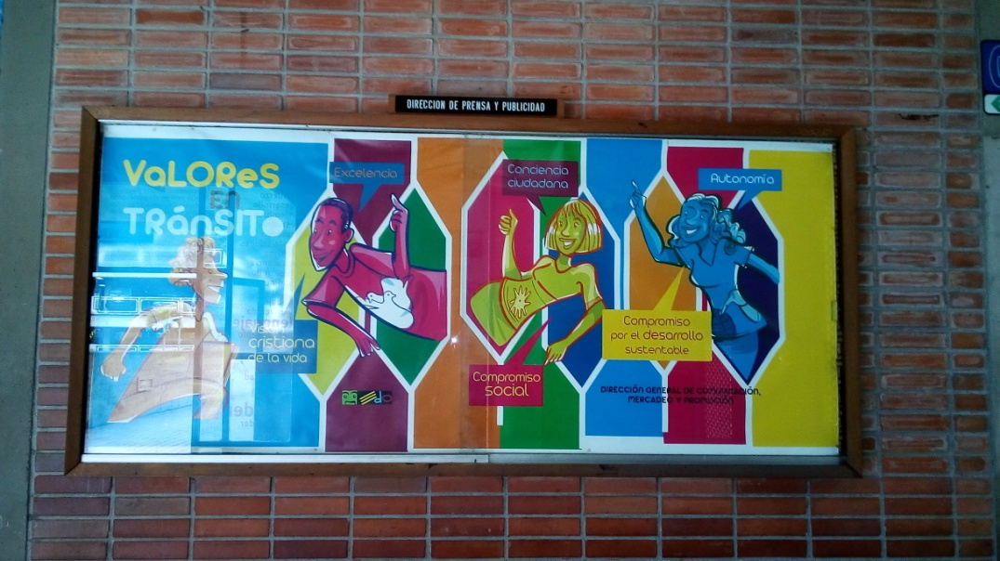 DIRECCION DE PRENSA Y PUBLICIDAD
VaLOReS
EN
TRánSITo
Excelencia
Conciencia
ciudadana
Autonomía
cristiana
de la vida
Compromiso
por el desarrollo
sustentable
Compromiso
social
DIRECCIÓN GENERAL DE COMUNICACIÓN,
MERCADEO Y PROMOCIÓN